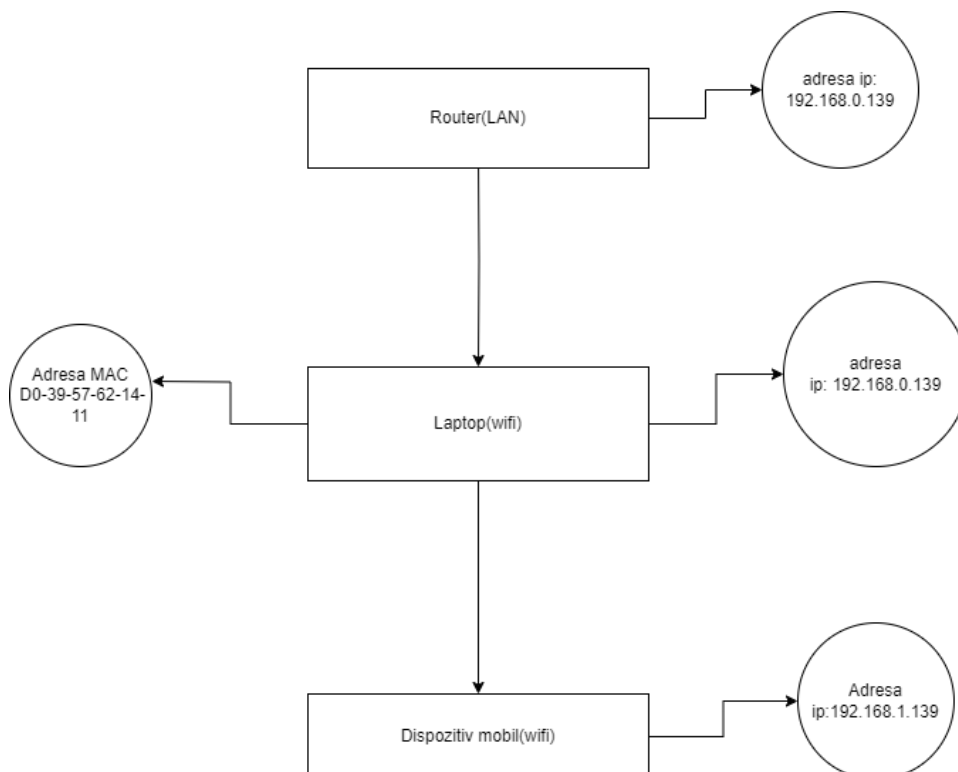 adresa ip:
192.168.0.139
Router(LAN)
Adresa MAC
D0-39-57-62-14-
11
Laptop(wifi)
adresa
ip: 192.168.0.139
Dispozitiv mobil(wifi)
Adresa
ip:192.168.1.139